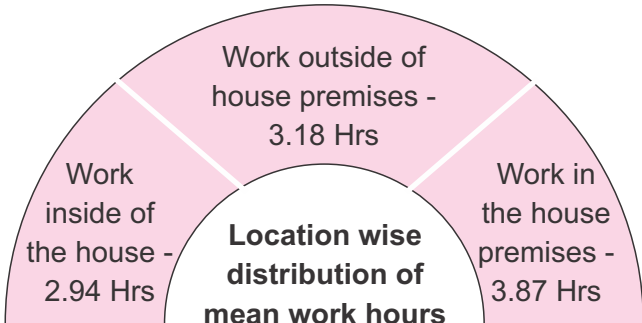 Work outside of
house premises -
3.18 Hrs
Work
inside of
the house -
2.94 Hrs
Location wise
distribution of
mean work hours
Work in
the house
premises -
3.87 Hrs